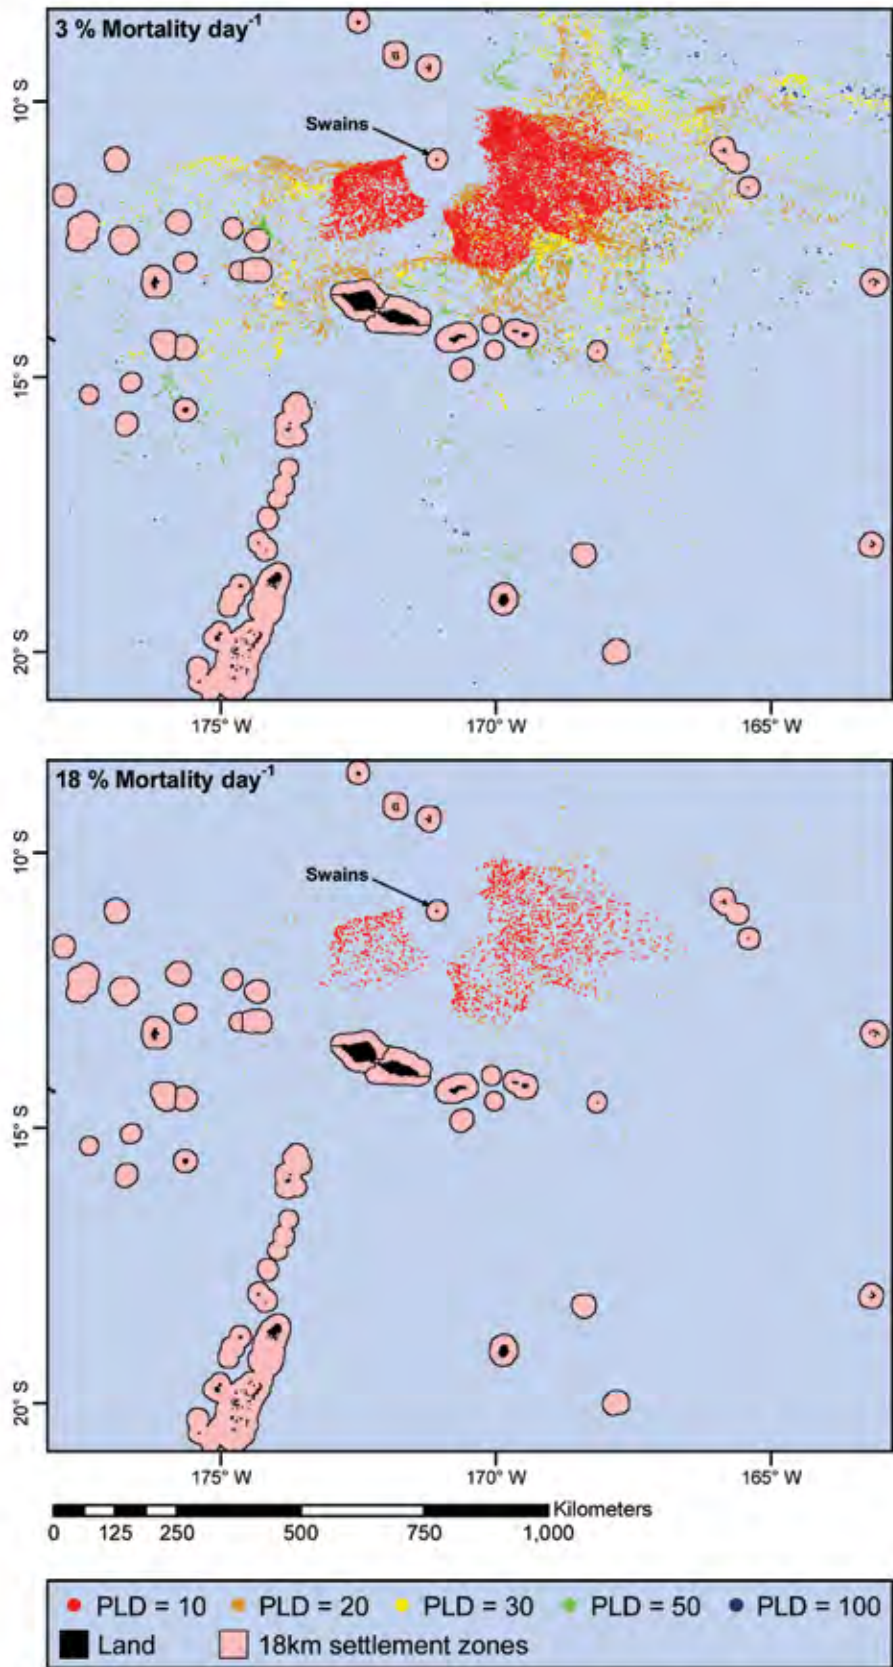 3 % Mortality day-1
10° S
Swains
15° S
20° S
175° W
170° W
165° W
18 % Mortality day-1
10° S
Swains
15° S
20° S
175° W
170° W
165° W
Kilometers
0 125 250 500 750 1,000
PLD = 10 PLD = 20 PLD = 30 PLD = 50 PLD = 100
Land 18km settlement zones